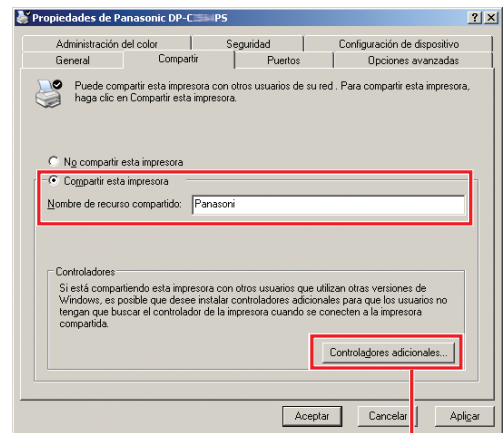 Propiedades de Panasonic DP-C PS
Administración del color
Seguridad
Configuración de dispositivo
General
Compartir
Puertos
Opciones avanzadas
Puede compartir esta impresora con otros usuarios de su red . Para compartir esta impresora,
haga clic en Compartir esta impresora.
No compartir esta impresora
Compartir esta impresora
Nombre de recurso compartido: Panasoni
Controladores
Si está compartiendo esta impresora con otros usuarios que utilizan otras versiones de
Windows, es posible que desee instalar controladores adicionales para que los usuarios no
tengan que buscar el controlador de la impresora cuando se conecten a la impresora
compartida.
Controladores adicionales...
Aceptar
Cancelar
Aplicar